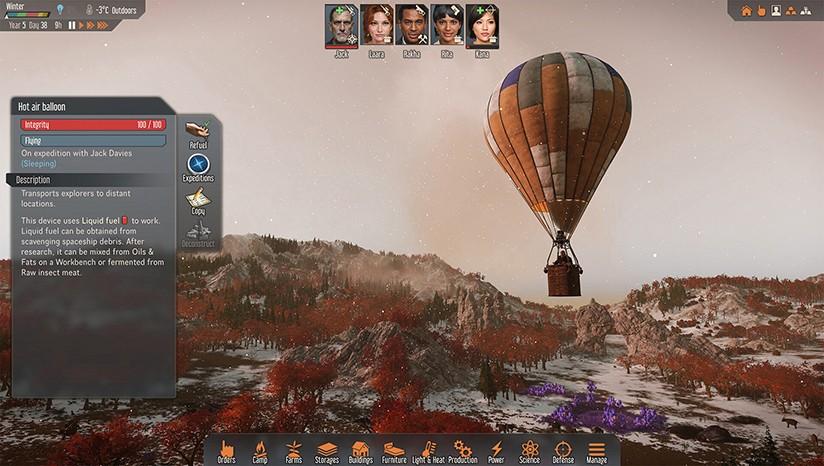 Winter
-3°C Outdoors
Year 5 Day 38 9h
Jack
Laara
Rakha
Rita
Kana
Hot air balloon
Integrity 100 / 100
Flying
On expedition with Jack Davies
(Sleeping)
Description
Transports explorers to distant
locations.
This device uses Liquid fuel to work.
Liquid fuel can be obtained from
scavenging spaceship debris. After
research, it can be mixed from Oils &
Fats on a Workbench or fermented from
Raw insect meat.
Refuel
Expeditions
Copy
Deconstruct
Orders
Camp
Farms
Storages
Buildings
Furniture
Light & Heat
Production
Power
Science
Defense
Manage